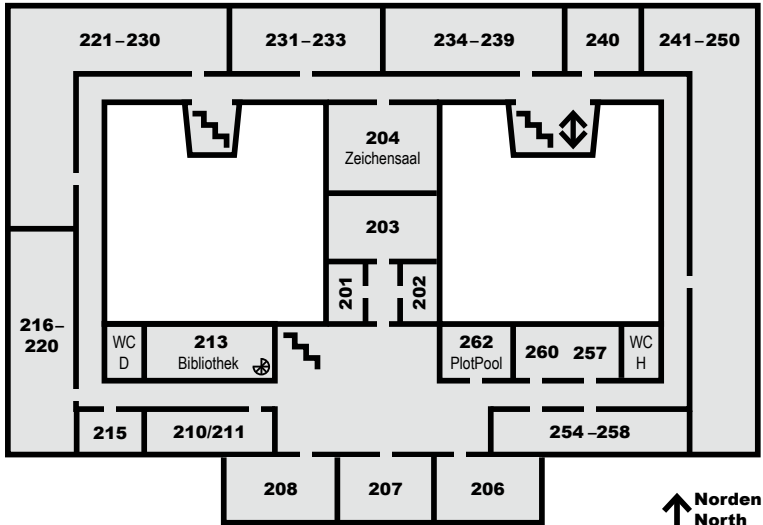 221–230
231–233
234–239
240
241–250
204
Zeichensaal
203
201
202
216–
220
WC
D
213
Bibliothek
262
PlotPool
260 257
WC
H
215
210/211
254–258
208
207
206
Norden
North